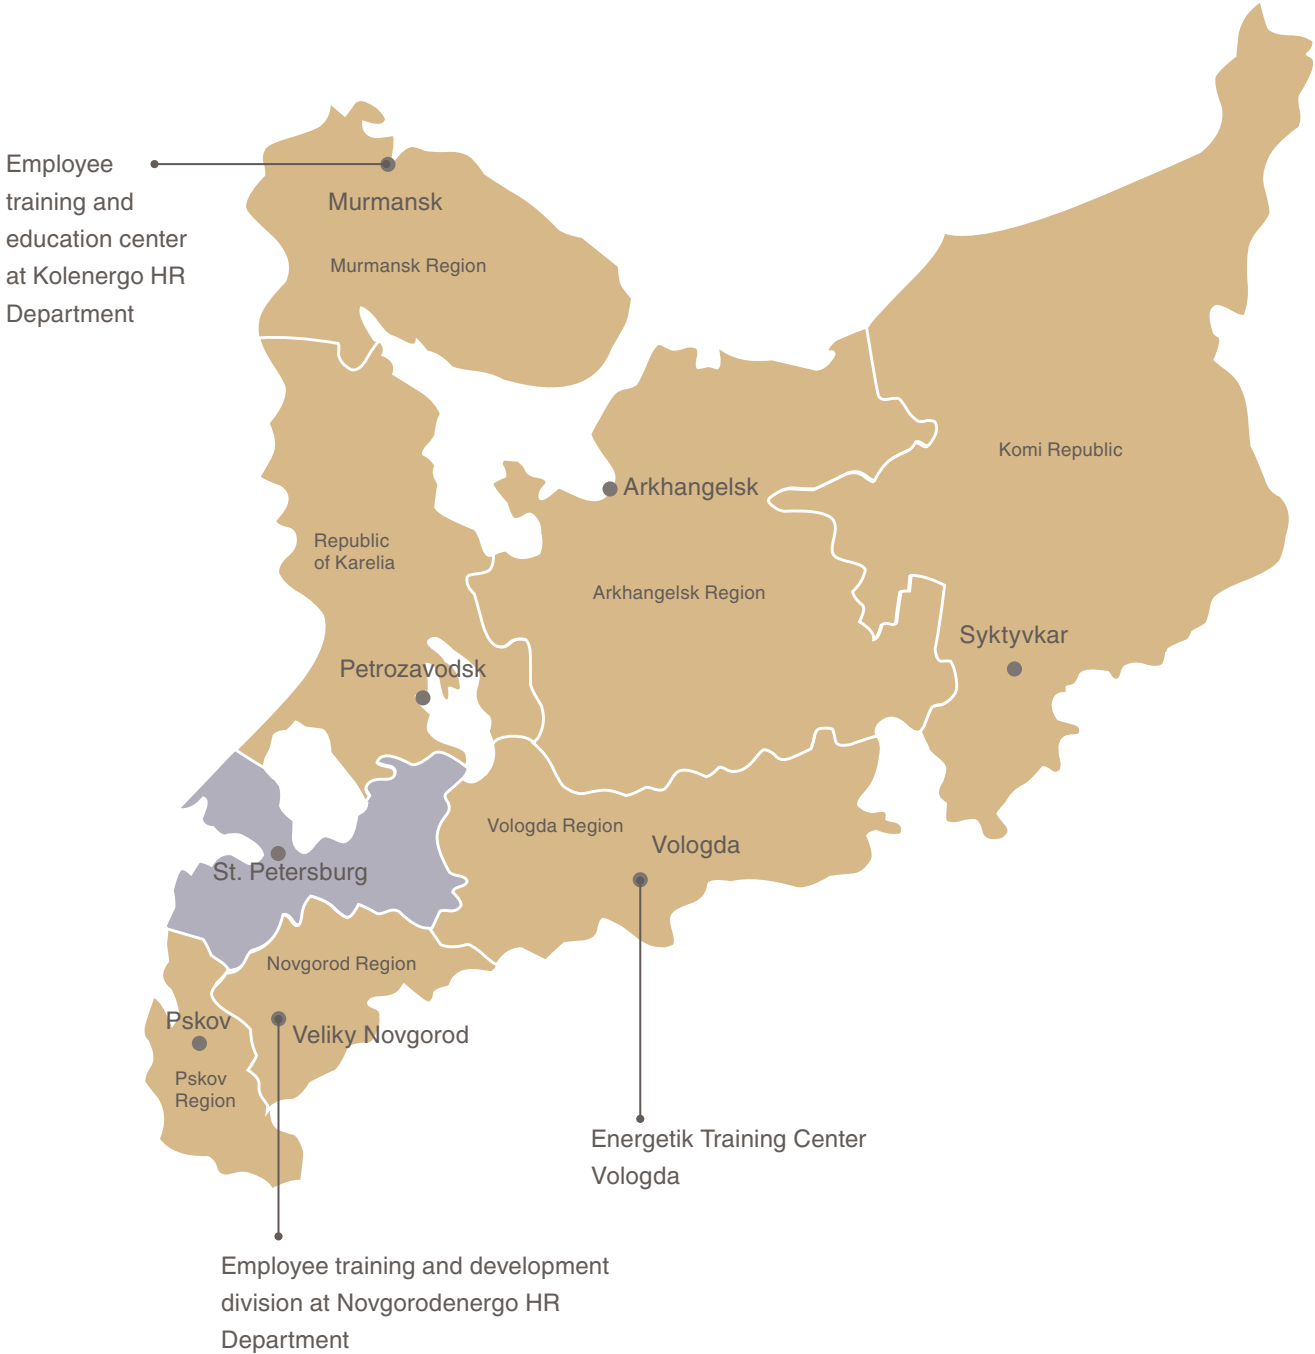 Employee
training and
education center
at Kolenergo HR
Department
Murmansk
Murmansk Region
Komi Republic
Arkhangelsk
Republic
of Karelia
Arkhangelsk Region
Syktyvkar
Petrozavodsk
Vologda Region
Vologda
St. Petersburg
Novgorod Region
Pskov
Veliky Novgorod
Pskov
Region
Energetik Training Center
Vologda
Employee training and development
division at Novgorodenergo HR
Department